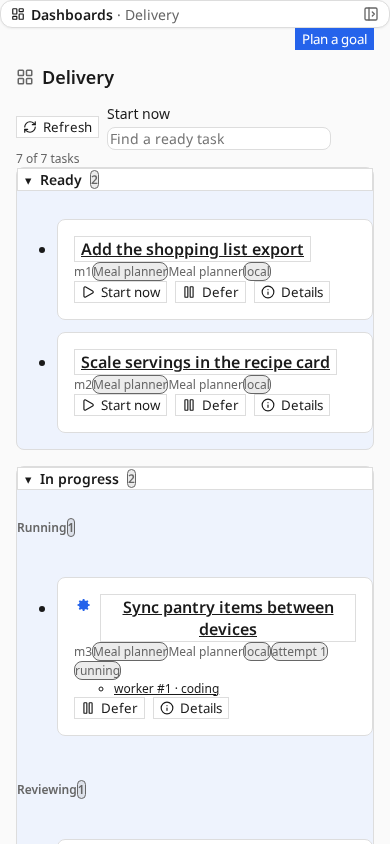 Dashboards · Delivery
Plan a goal
Delivery
Refresh
Start now
Find a ready task
7 of 7 tasks
▾ Ready 2
Add the shopping list export
m1 Meal planner Meal planner local
Start now Defer Details
Scale servings in the recipe card
m2 Meal planner Meal planner local
Start now Defer Details
▾ In progress 2
Running 1
Sync pantry items between
devices
m3 Meal planner Meal planner local attempt 1
running
worker #1 · coding
Defer Details
Reviewing 1